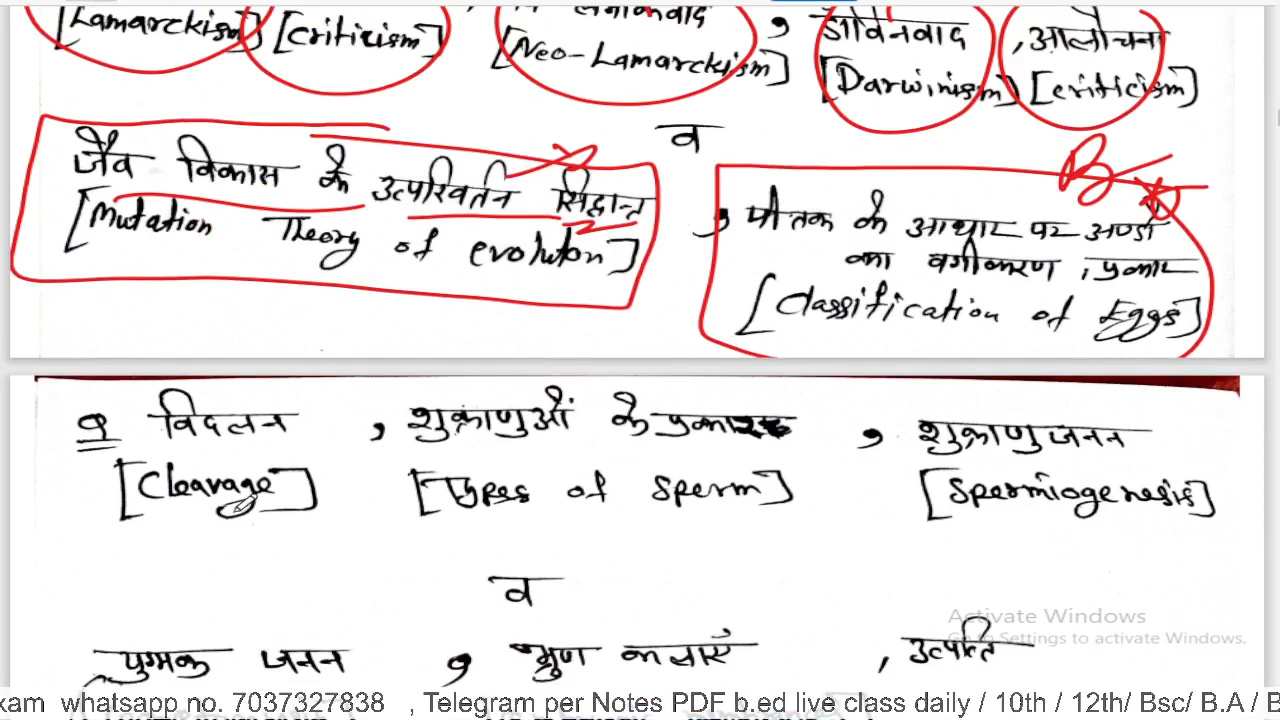 [Lamarckism] [criticism] डार्विनवाद , आलोचना
[Neo-Lamarckism] [Darwinism] [criticism]
व
जैव विकास के उत्परिवर्तन सिद्धान्त
[Mutation Theory of evoluton]
, पीतक के आधार पर अण्डों
का वर्गीकरण , प्रकार
[Classification of Eggs]
Q विदलन , शुक्राणुओं के प्रकार , शुक्राणुजनन
[Cleavage] [Types of Sperm] [Spermiogenesis]
व
युग्मक जनन , भ्रूण कलाएँ , उत्पत्ति
Activate Windows
Go to Settings to activate Windows.
xam whatsapp no. 7037327838 , Telegram per Notes PDF b.ed live class daily / 10th / 12th/ Bsc/ B.A / B